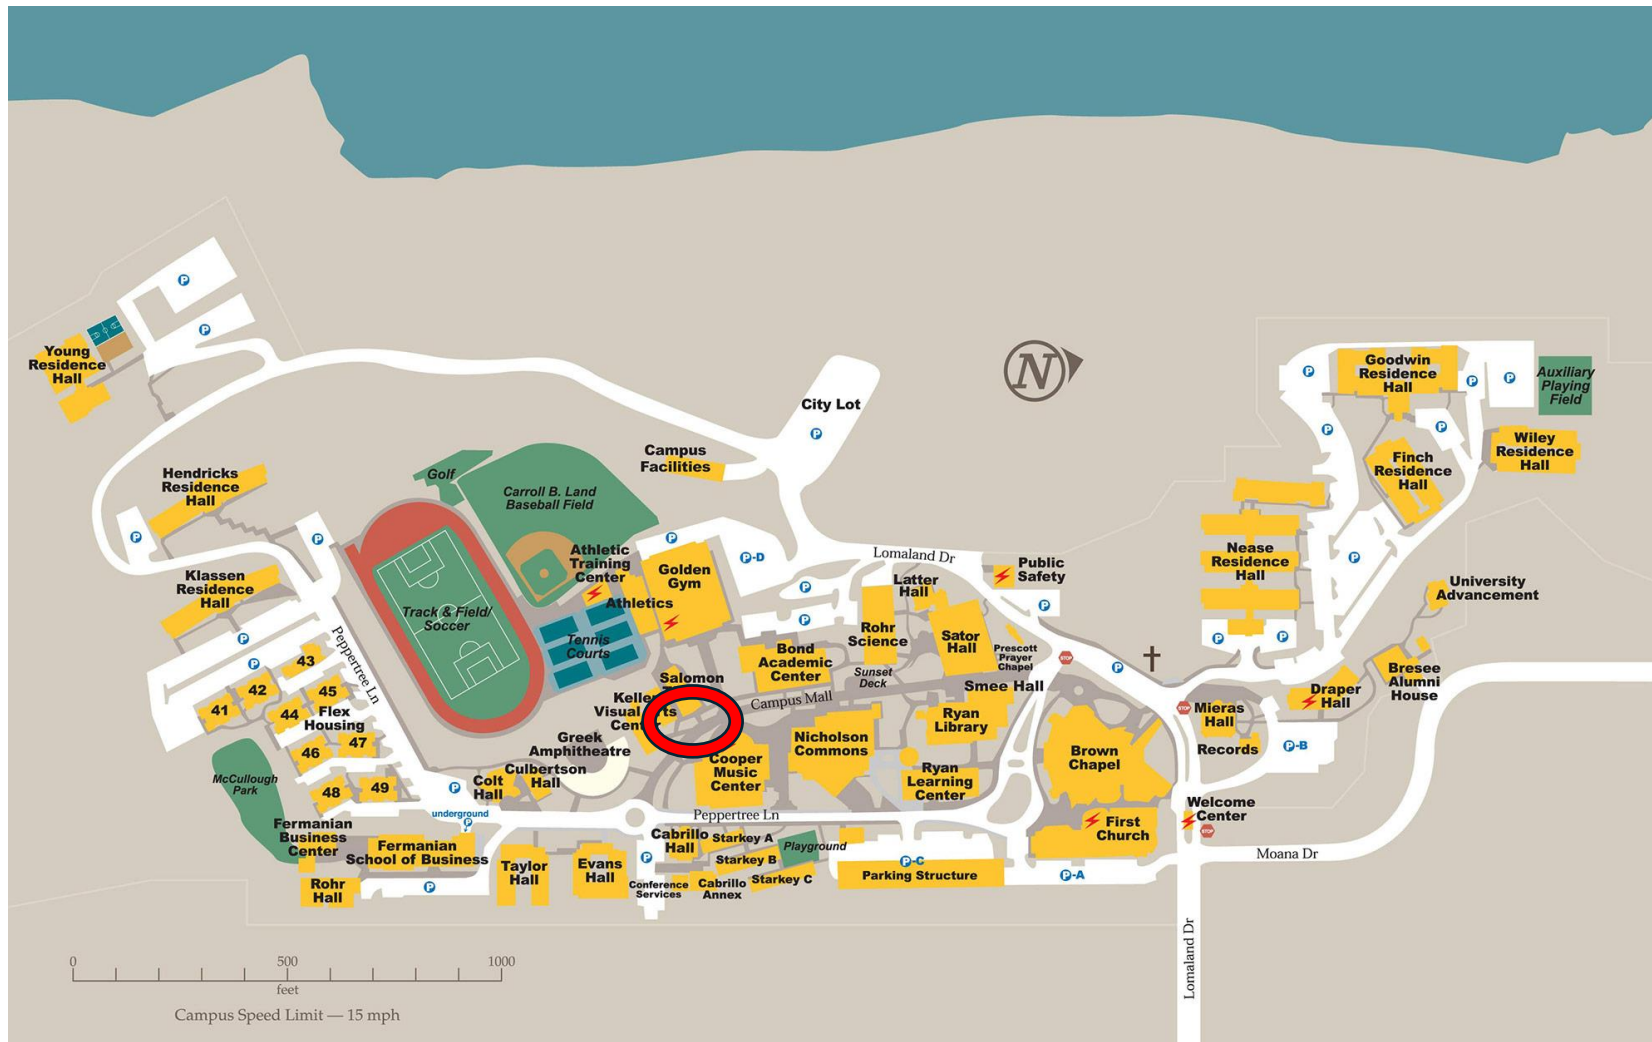 Young
Residence
Hall
P
P
N
City Lot
P
Campus
Facilities
Golf
Carroll B. Land
Baseball Field
Hendricks
Residence
Hall
P
P
Klassen
Residence
Hall
P
P
Peppertree Ln
Track & Field/
Soccer
Athletic
Training
Center
Athletics
Tennis
Courts
Golden
Gym
P
P-D
P
P
Lomaland Dr
Latter
Hall
Public
Safety
P
Rohr
Science
Sator
Hall
Prescott
Prayer
Chapel
STOP
P
Bond
Academic
Center
Sunset
Deck
Smee Hall
Campus Mall
Salomon
Keller
Visual Arts
Center
Greek
Amphitheatre
Culbertson
Hall
Colt
Hall
Cooper
Music
Center
Nicholson
Commons
Ryan
Library
Ryan
Learning
Center
Brown
Chapel
41
42
43
44
45
Flex
Housing
46
47
48
49
McCullough
Park
P
underground
P
Peppertree Ln
Fermanian
Business
Center
Fermanian
School of Business
Rohr
Hall
P
Taylor
Hall
Evans
Hall
Cabrillo
Hall
P
Conference
Services
Starkey A
Starkey B
Starkey C
Cabrillo
Annex
Playground
P-C
Parking Structure
P-A
First
Church
Welcome
Center
STOP
Moana Dr
Lomaland Dr
STOP
Mieras
Hall
Records
P-B
Draper
Hall
Bresee
Alumni
House
University
Advancement
Nease
Residence
Hall
P
P
P
P
P
Goodwin
Residence
Hall
P
P
P
Auxiliary
Playing
Field
Finch
Residence
Hall
Wiley
Residence
Hall
0 500 1000
feet
Campus Speed Limit — 15 mph